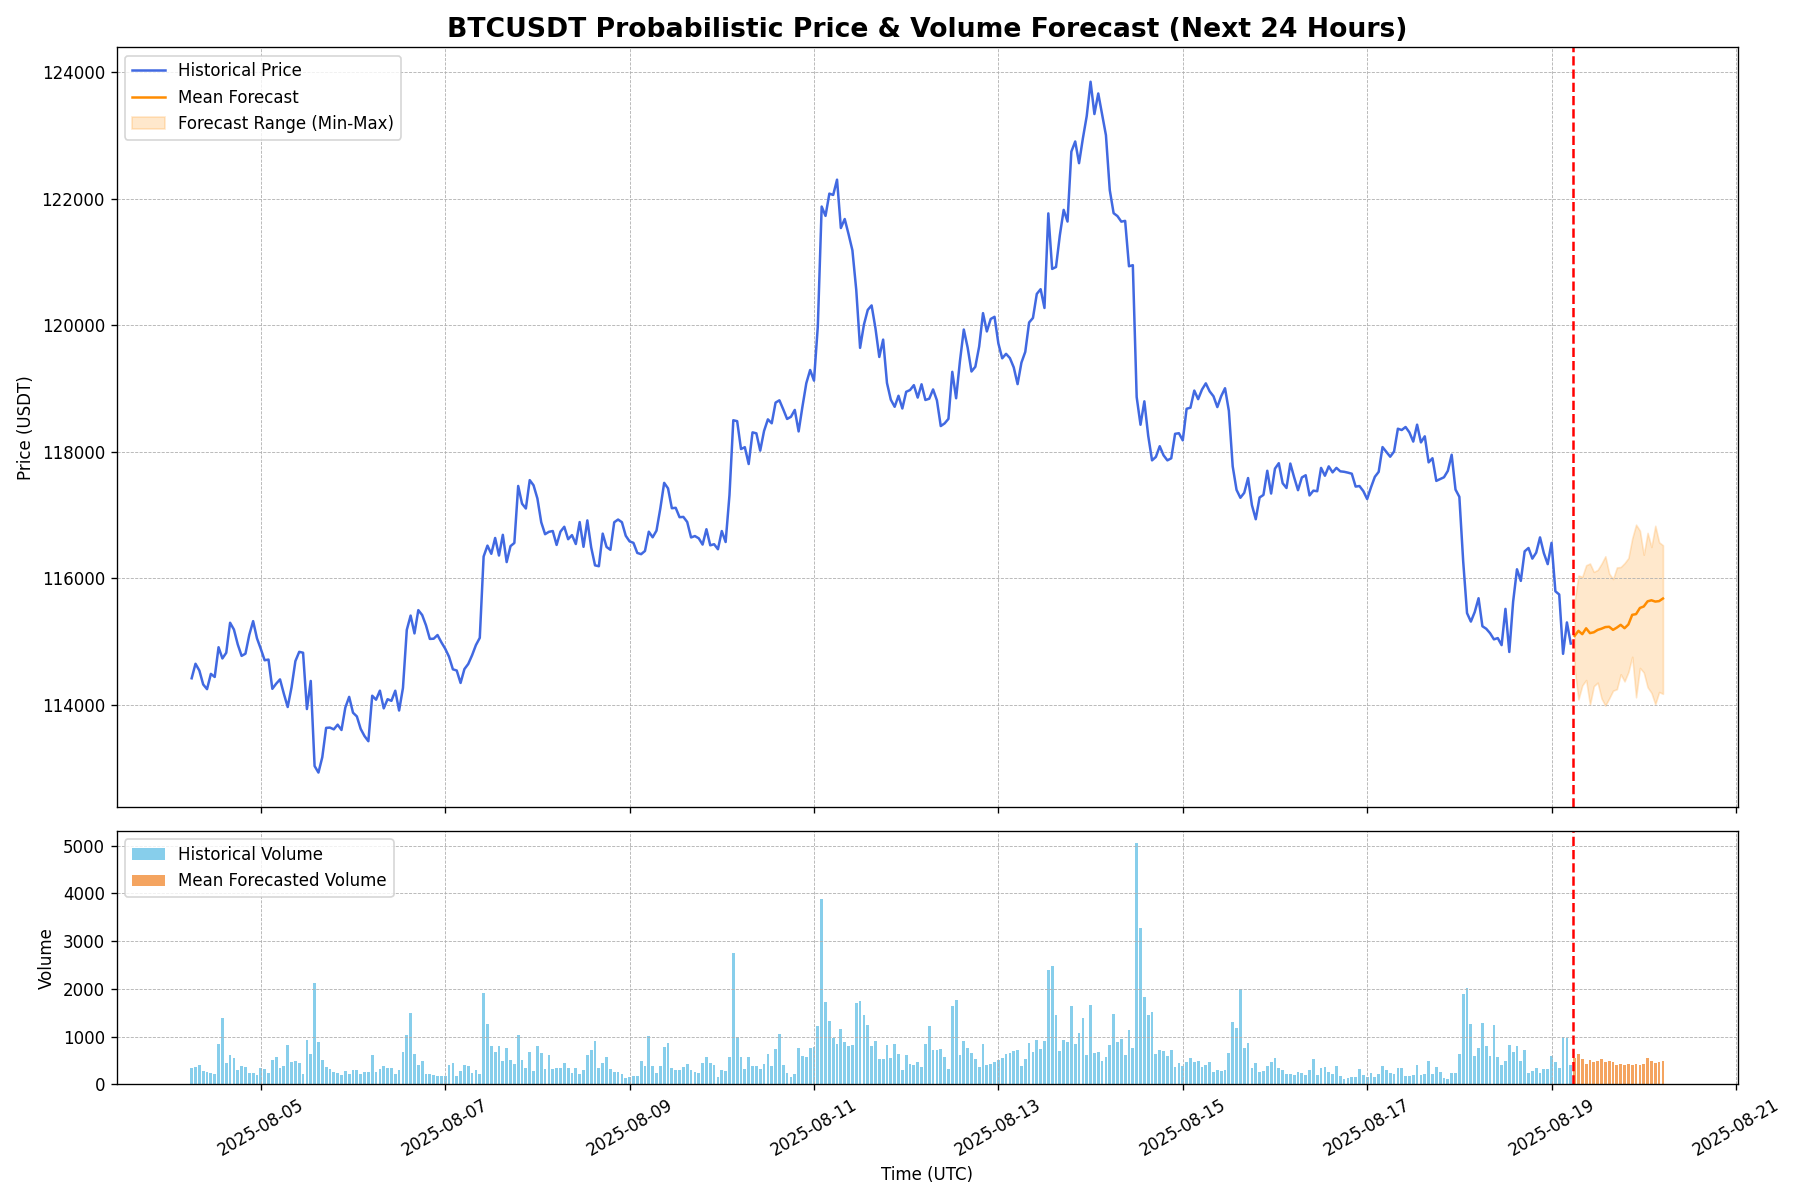 BTCUSDT Probabilistic Price & Volume Forecast (Next 24 Hours)
Historical Price
Mean Forecast
Forecast Range (Min-Max)
124000
122000
120000
118000
116000
114000
Price (USDT)
Historical Volume
Mean Forecasted Volume
5000
4000
3000
2000
1000
0
Volume
2025-08-05
2025-08-07
2025-08-09
2025-08-11
2025-08-13
2025-08-15
2025-08-17
2025-08-19
2025-08-21
Time (UTC)